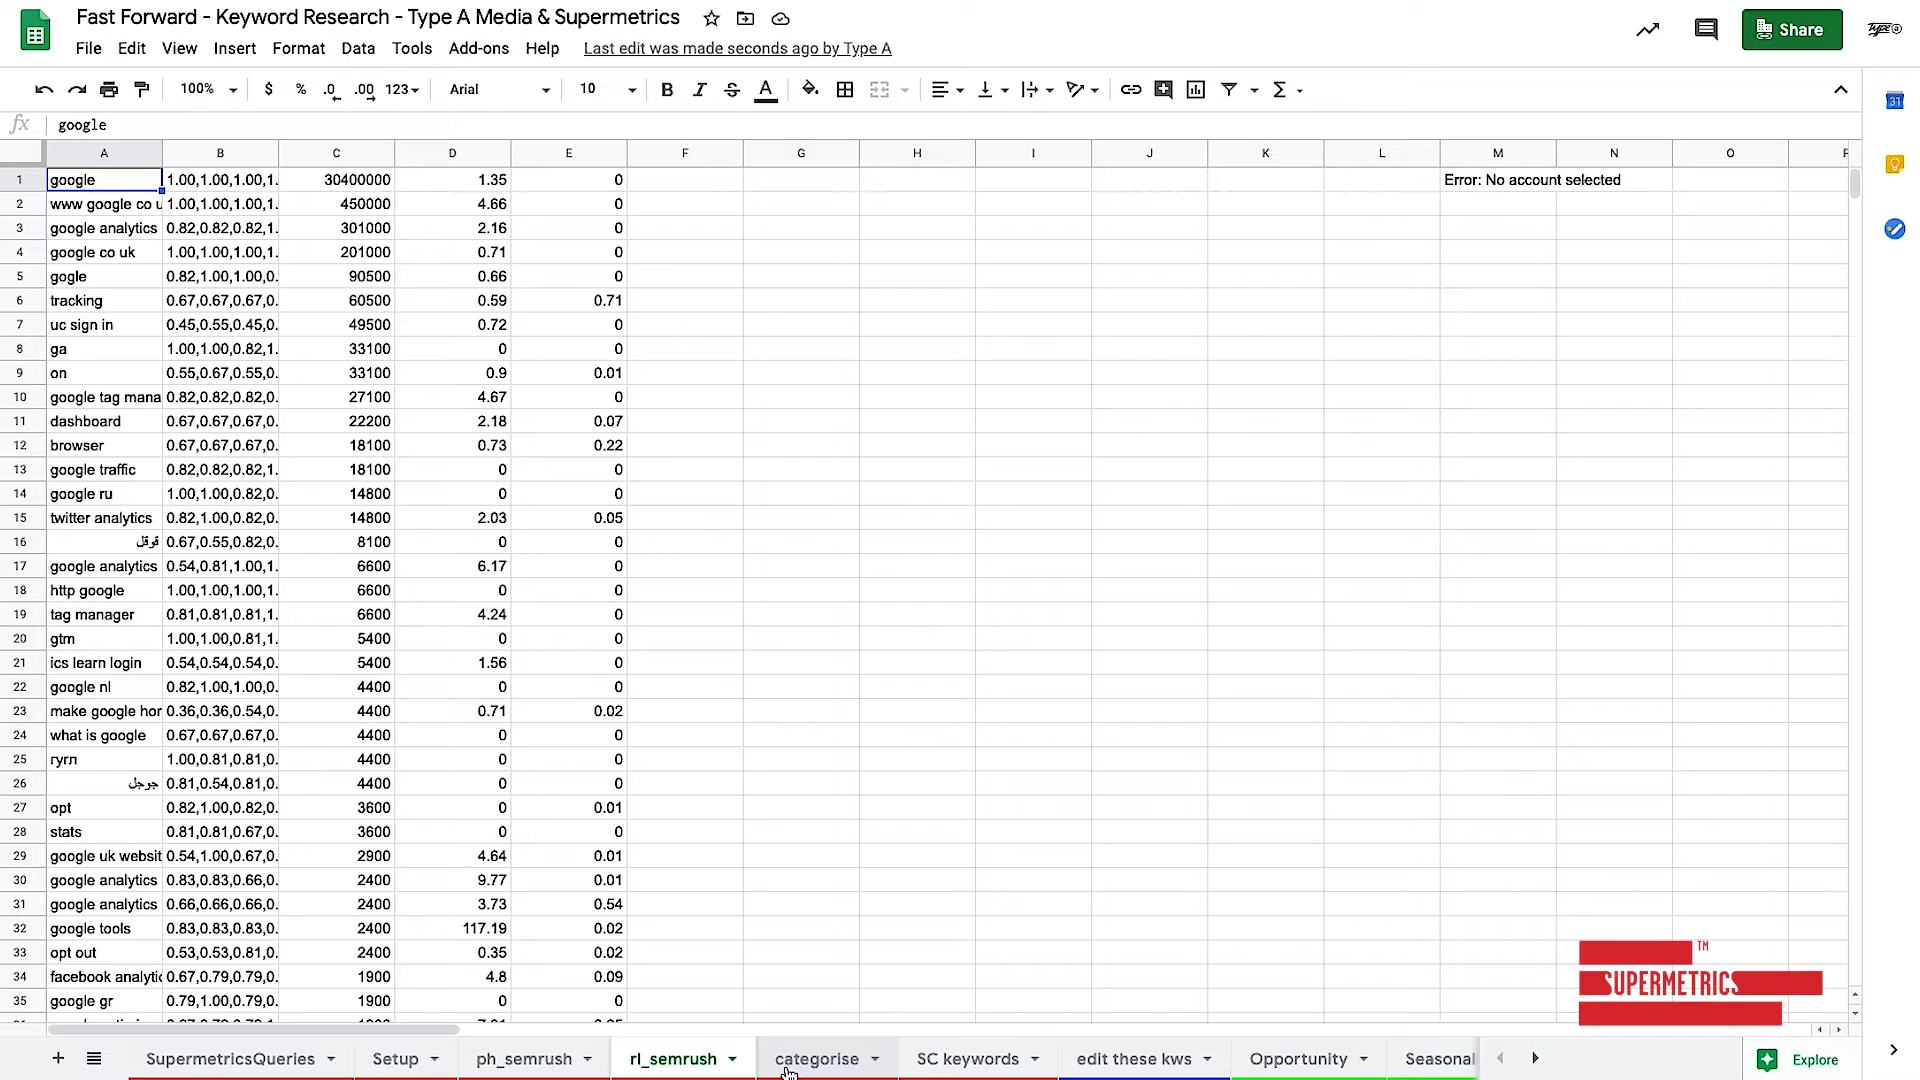 Fast Forward - Keyword Research - Type A Media & Supermetrics
Share
Type A
File Edit View Insert Format Data Tools Add-ons Help Last edit was made seconds ago by Type A
100% $ % .0 .00 123 Arial 10 B I S A Σ
31
fx google
A B C D E F G H I J K L M N O P
1 google 1.00,1.00,1.00,1. 30400000 1.35 0 Error: No account selected
2 www google co u 1.00,1.00,1.00,1. 450000 4.66 0
3 google analytics 0.82,0.82,0.82,1. 301000 2.16 0
4 google co uk 1.00,1.00,1.00,1. 201000 0.71 0
5 gogle 0.82,1.00,1.00,0. 90500 0.66 0
6 tracking 0.67,0.67,0.67,0. 60500 0.59 0.71
7 uc sign in 0.45,0.55,0.45,0. 49500 0.72 0
8 ga 1.00,1.00,0.82,1. 33100 0 0
9 on 0.55,0.67,0.55,0. 33100 0.9 0.01
10 google tag mana 0.82,0.82,0.82,0. 27100 4.67 0
11 dashboard 0.67,0.67,0.67,0. 22200 2.18 0.07
12 browser 0.67,0.67,0.67,0. 18100 0.73 0.22
13 google traffic 0.82,0.82,0.82,1. 18100 0 0
14 google ru 1.00,1.00,0.82,0. 14800 0 0
15 twitter analytics 0.82,1.00,0.82,0. 14800 2.03 0.05
16 قوقل 0.67,0.55,0.82,0. 8100 0 0
17 google analytics 0.54,0.81,1.00,1. 6600 6.17 0
18 http google 1.00,1.00,1.00,1. 6600 0 0
19 tag manager 0.81,0.81,0.81,1. 6600 4.24 0
20 gtm 1.00,1.00,0.81,1. 5400 0 0
21 ics learn login 0.54,0.54,0.54,0. 5400 1.56 0
22 google nl 0.82,1.00,1.00,0. 4400 0 0
23 make google hor 0.36,0.36,0.54,0. 4400 0.71 0.02
24 what is google 0.67,0.67,0.67,0. 4400 0 0
25 гугл 1.00,0.81,0.81,0. 4400 0 0
26 جوجل 0.81,0.54,0.81,0. 4400 0 0
27 opt 0.82,1.00,0.82,0. 3600 0 0.01
28 stats 0.81,0.81,0.67,0. 3600 0 0
29 google uk websit 0.54,1.00,0.67,0. 2900 4.64 0.01
30 google analytics 0.83,0.83,0.66,0. 2400 9.77 0.01
31 google analytics 0.66,0.66,0.66,0. 2400 3.73 0.54
32 google tools 0.83,0.83,0.83,0. 2400 117.19 0.02
33 opt out 0.53,0.53,0.81,0. 2400 0.35 0.02
34 facebook analytic 0.67,0.79,0.79,0. 1900 4.8 0.09
35 google gr 0.79,1.00,0.79,0. 1900 0 0
SUPERMETRICS TM
+ SupermetricsQueries Setup ph_semrush rl_semrush categorise SC keywords edit these kws Opportunity Seasonal Explore